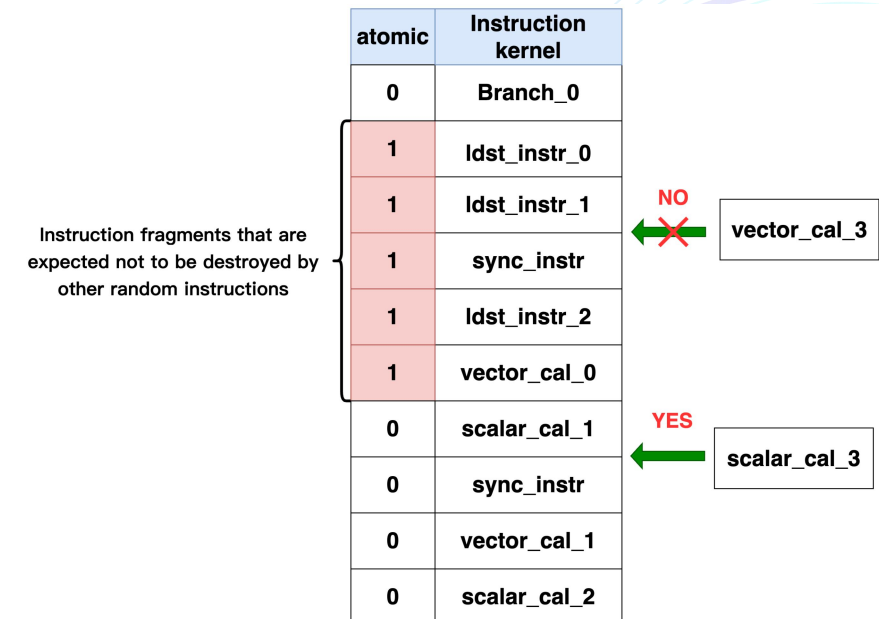 atomic
Instruction
kernel
0
Branch_0
1
ldst_instr_0
1
ldst_instr_1
1
sync_instr
1
ldst_instr_2
1
vector_cal_0
0
scalar_cal_1
0
sync_instr
0
vector_cal_1
0
scalar_cal_2
Instruction fragments that are
expected not to be destroyed by
other random instructions
NO
vector_cal_3
YES
scalar_cal_3